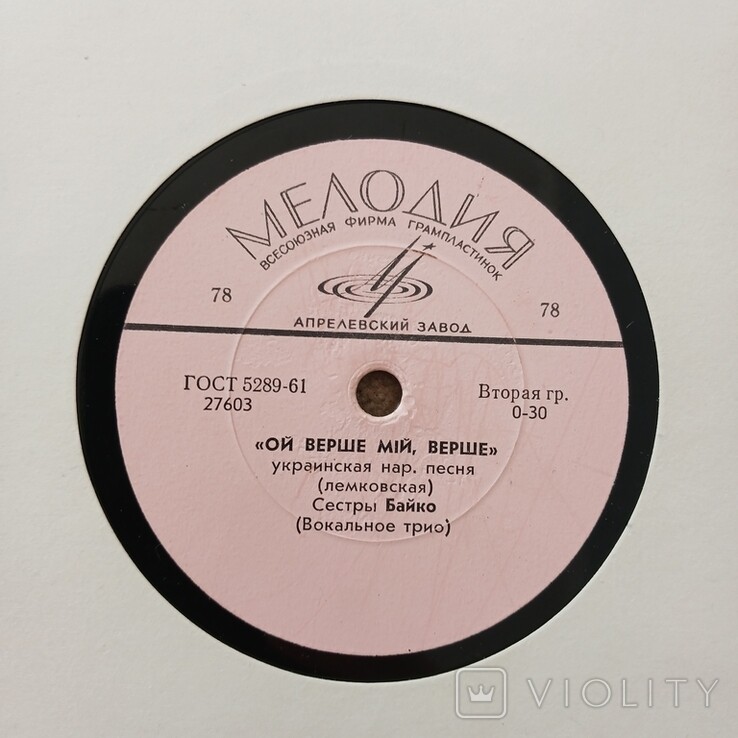 МЕЛОДИЯ
ВСЕСОЮЗНАЯ ФИРМА ГРАМПЛАСТИНОК
78
78
АПРЕЛЕВСКИЙ ЗАВОД
ГОСТ 5289-61
27603
Вторая гр.
0-30
«ОЙ ВЕРШЕ МІЙ, ВЕРШЕ»
украинская нар. песня
(лемковская)
Сестры Байко
(Вокальное трио)
VIOLITY